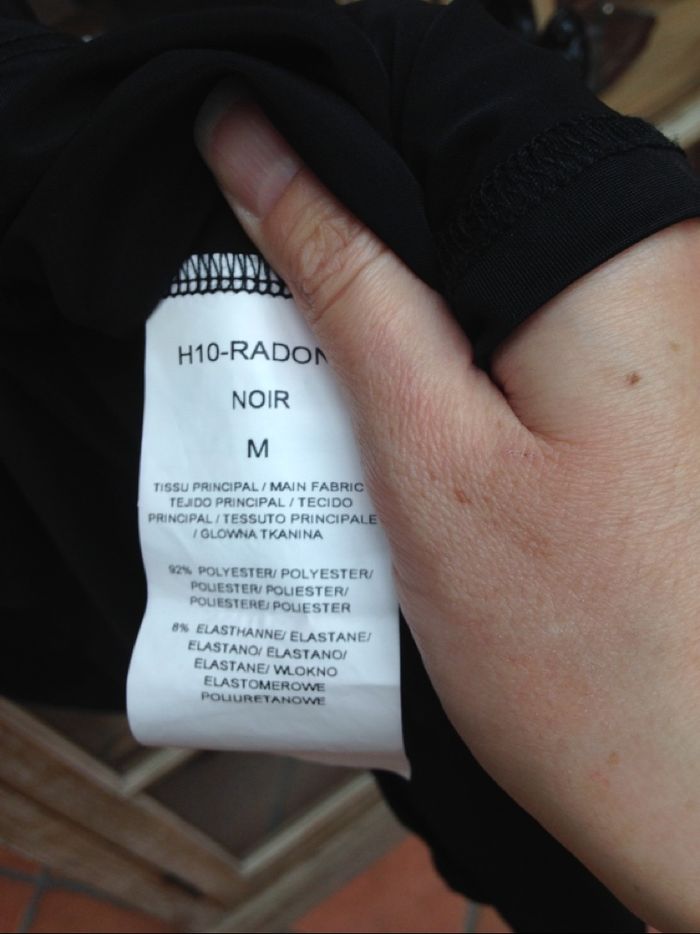 H10-RADON
NOIR
M
TISSU PRINCIPAL / MAIN FABRIC
TEJIDO PRINCIPAL / TECIDO
PRINCIPAL / TESSUTO PRINCIPALE
/ GLOWNA TKANINA
92% POLYESTER/ POLYESTER/
POLIESTER/ POLIESTER/
POLIESTERE/ POLIESTER
8% ELASTHANNE/ ELASTANE/
ELASTANO/ ELASTANO/
ELASTANE/ WLOKNO
ELASTOMEROWE
POLIURETANOWE